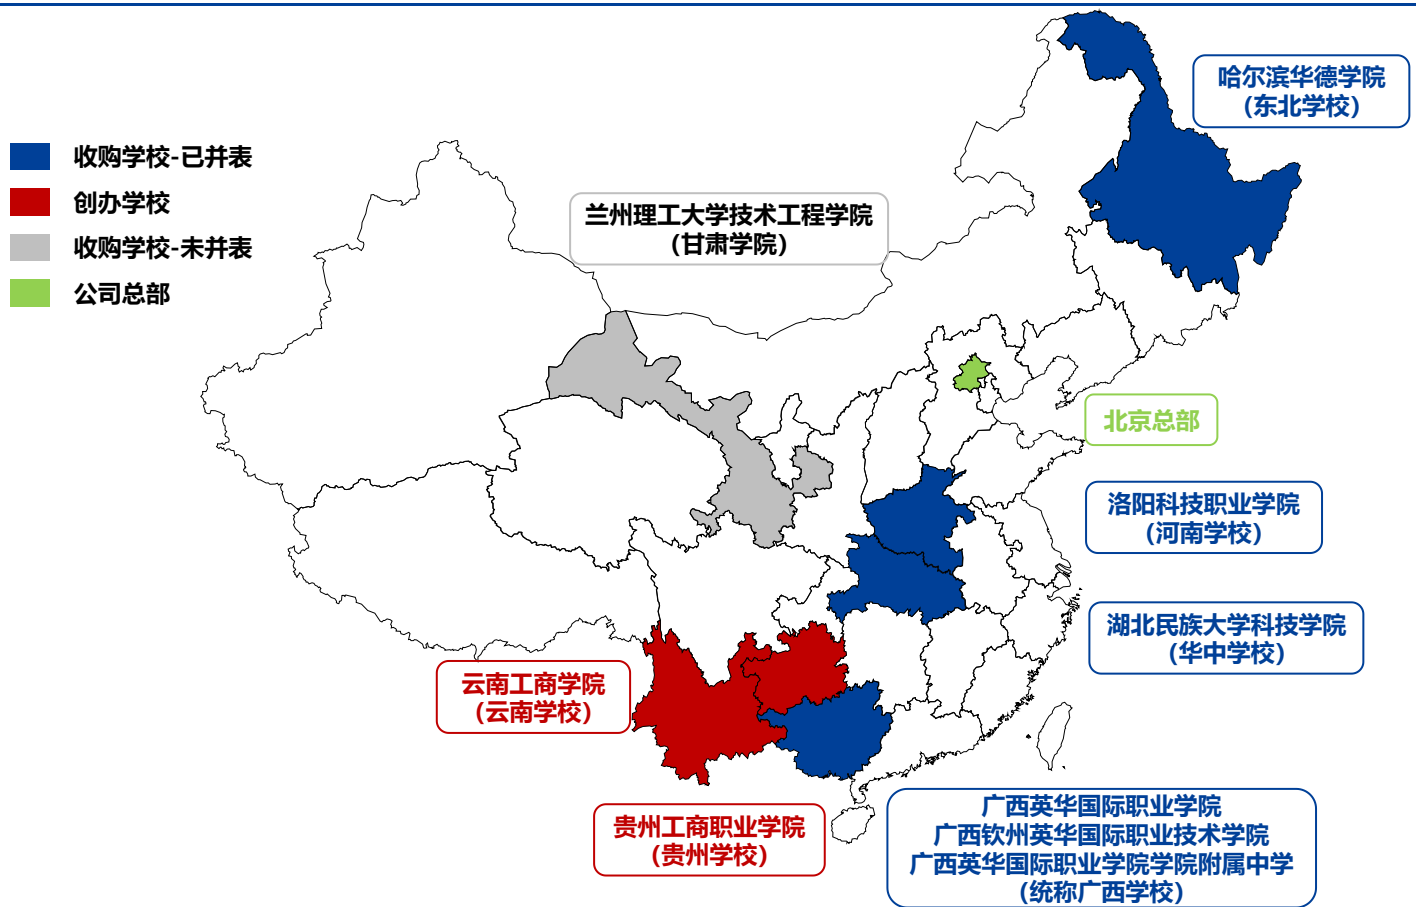 哈尔滨华德学院
（东北学校）
收购学校-已并表
创办学校
收购学校-未并表
公司总部
兰州理工大学技术工程学院
（甘肃学院）
北京总部
洛阳科技职业学院
（河南学校）
湖北民族大学科技学院
（华中学校）
云南工商学院
（云南学校）
贵州工商职业学院
（贵州学校）
广西英华国际职业学院
广西钦州英华国际职业技术学院
广西英华国际职业学院学院附属中学
（统称广西学校）